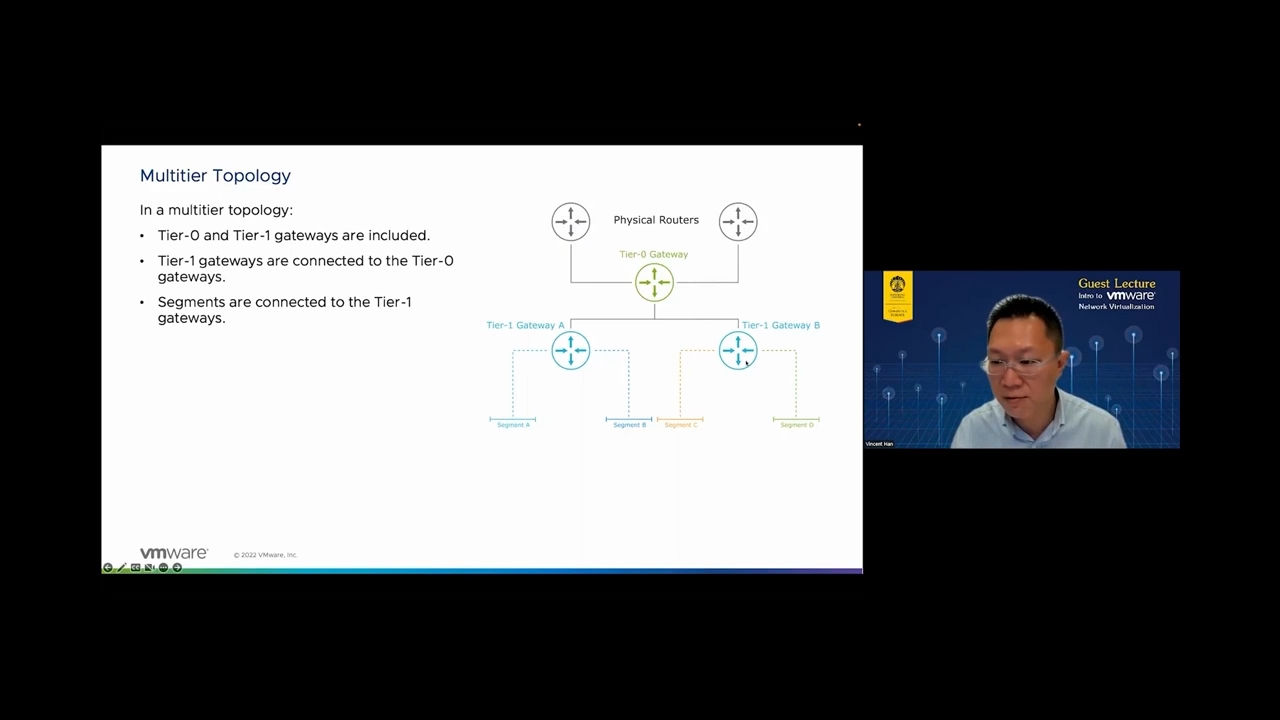 Multitier Topology
In a multitier topology:
• Tier-0 and Tier-1 gateways are included.
• Tier-1 gateways are connected to the Tier-0
gateways.
• Segments are connected to the Tier-1
gateways.
Physical Routers
Tier-0 Gateway
Tier-1 Gateway A
Tier-1 Gateway B
Segment A
Segment B
Segment C
Segment D
vmware®
© 2022 VMware, Inc.
Guest Lecture
Intro to vmware®
Network Virtualization
Vincent Han